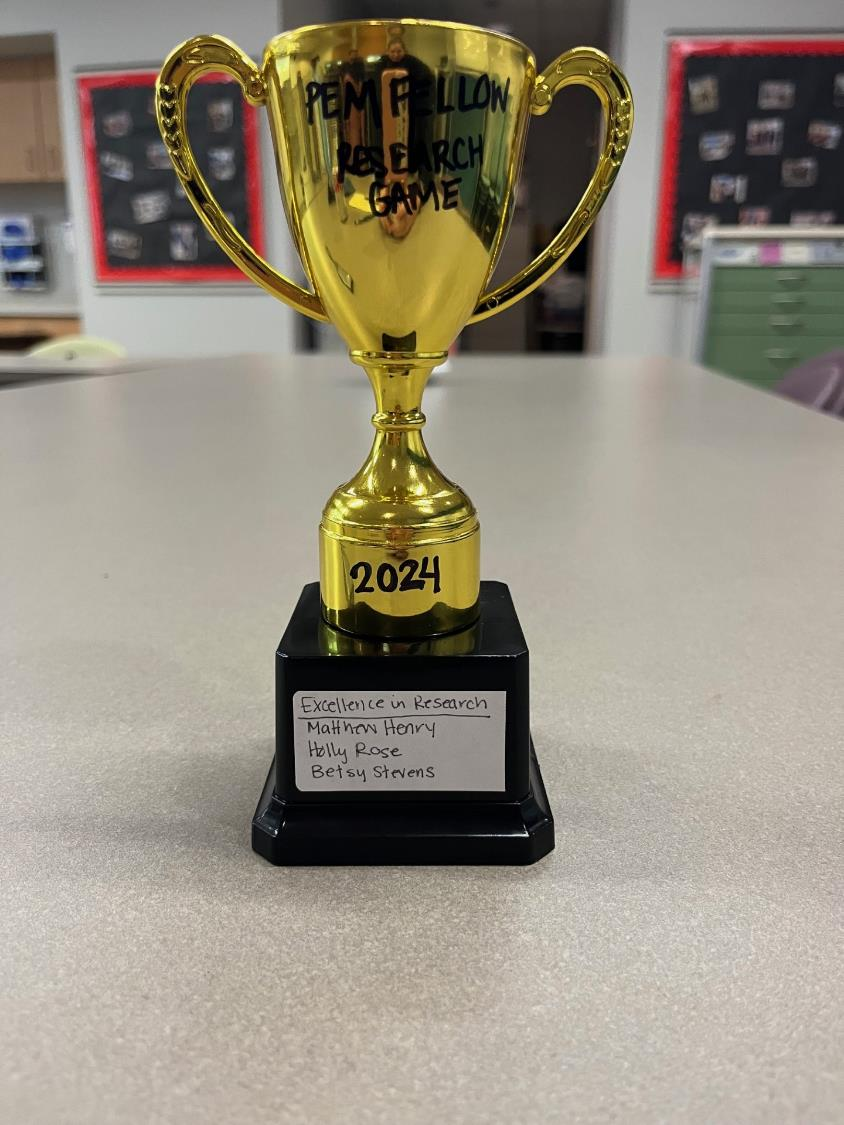 PEM FELLOW
RESEARCH
GAME
2024
Excellence in Research
Matthew Henry
Holly Rose
Betsy Stevens